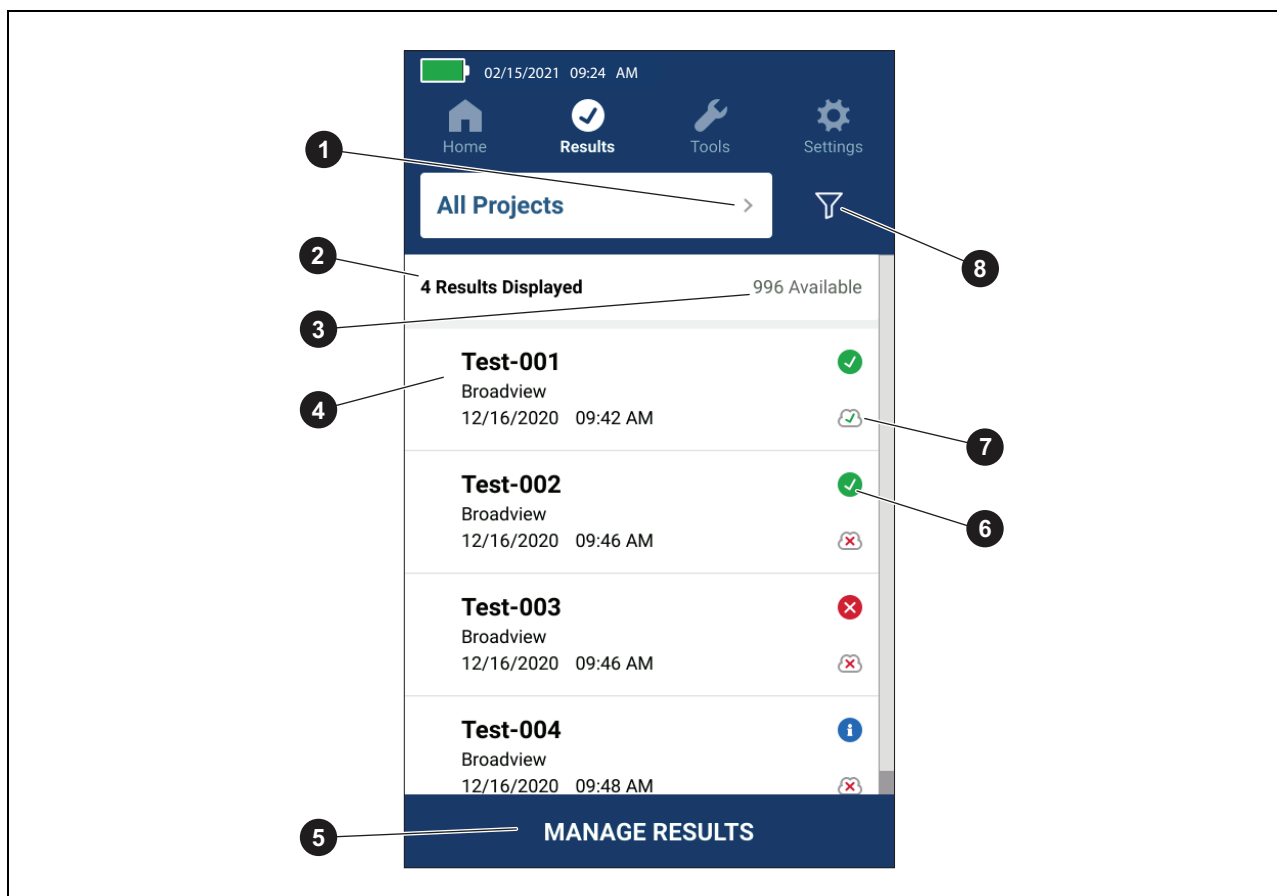 02/15/2021 09:24 AM
Home Results Tools Settings
1
All Projects
8
2
4 Results Displayed 996 Available
3
Test-001
Broadview
12/16/2020 09:42 AM
4
7
Test-002
Broadview
12/16/2020 09:46 AM
6
Test-003
Broadview
12/16/2020 09:46 AM
Test-004
Broadview
12/16/2020 09:48 AM
5
MANAGE RESULTS